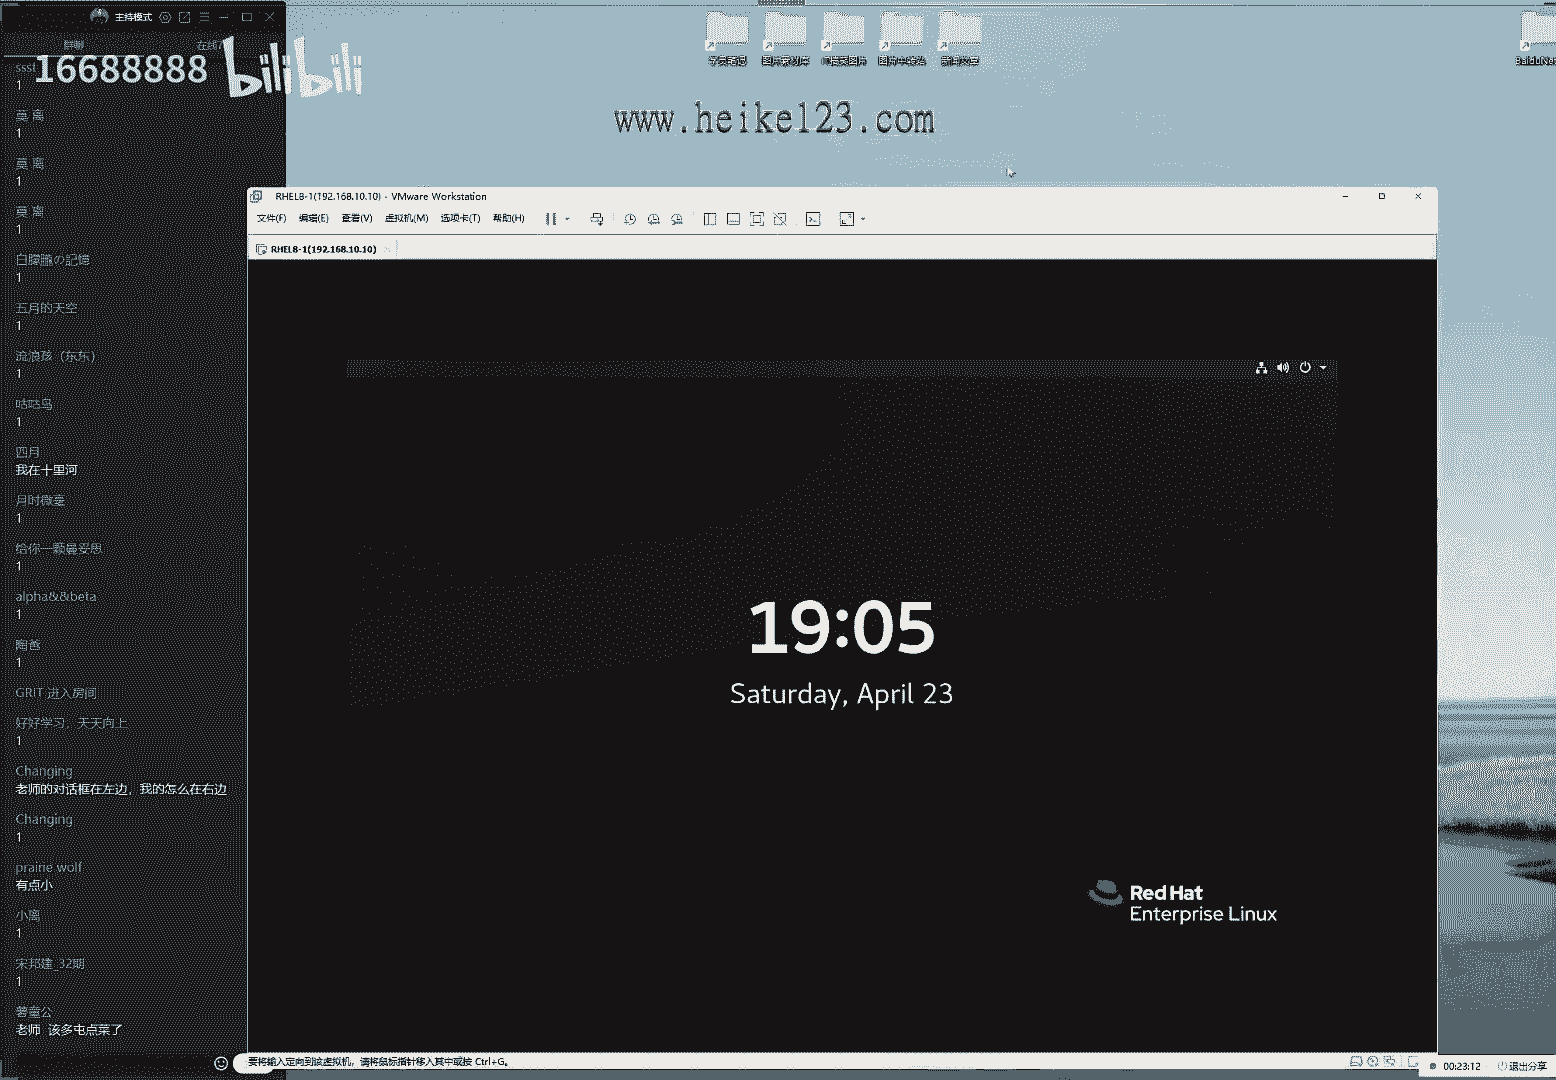 主持模式
群聊
16688888 bilibili
1
莫 离
1
莫 离
1
莫 离
1
白朦胧の記憶
1
五月的天空
1
流浪孩（东东）
1
咕哒鸟
1
四月
我在十里河
月时微毫
1
给你一颗曼妥思
1
alpha&&beta
1
陶爸
1
GRIT 进入房间
好好学习，天天向上
1
Changing
老师的对话框在左边，我的怎么在右边
Changing
1
prairie wolf
有点小
小离
1
宋邦建_32期
1
老师 该多屯点菜了
图片素材库
www.heike123.com
RHEL8-1(192.168.10.10) - VMware Workstation
文件(F) 编辑(E) 查看(V) 虚拟机(M) 选项卡(T) 帮助(H)
RHEL8-1(192.168.10.10)
19:05
Saturday, April 23
Red Hat
Enterprise Linux
要将输入定向到该虚拟机，请将鼠标指针移入其中或按 Ctrl+G。
00:23:12 退出分享